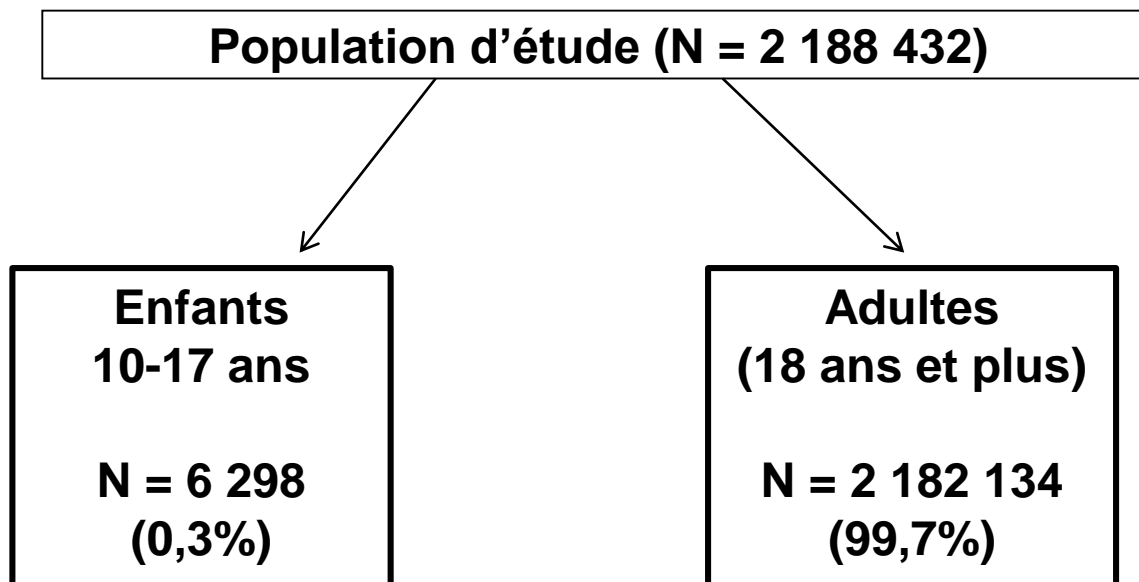 Population d’étude (N = 2 188 432)
Enfants
10-17 ans
N = 6 298
(0,3%)
Adultes
(18 ans et plus)
N = 2 182 134
(99,7%)